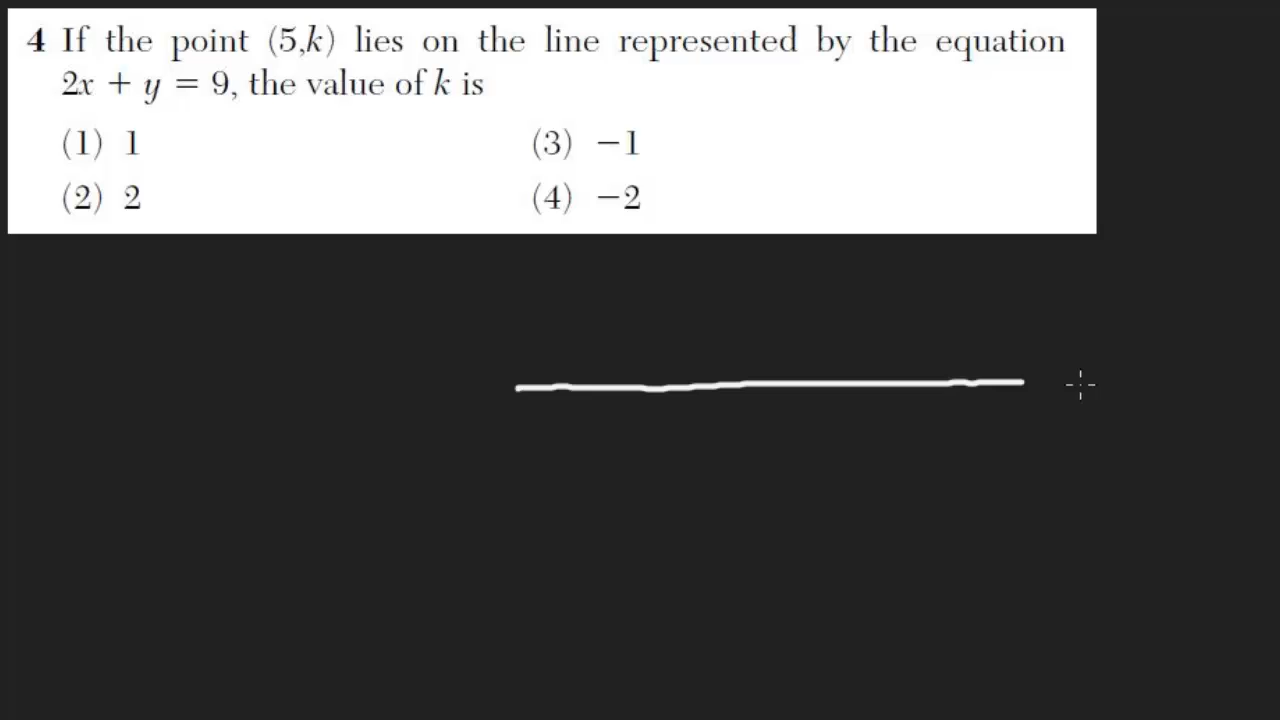 4 If the point (5,k) lies on the line represented by the equation
2x + y = 9, the value of k is
(1) 1 (3) −1
(2) 2 (4) −2